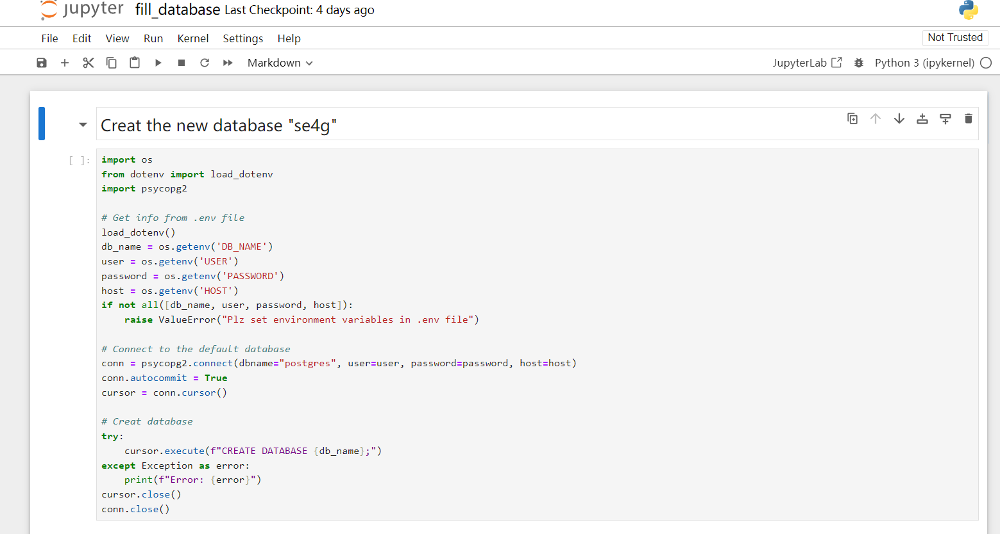 jupyter fill_database Last Checkpoint: 4 days ago
File Edit View Run Kernel Settings Help Not Trusted
Markdown JupyterLab Python 3 (ipykernel)
Creat the new database "se4g"
[ ]: import os
from dotenv import load_dotenv
import psycopg2
# Get info from .env file
load_dotenv()
db_name = os.getenv('DB_NAME')
user = os.getenv('USER')
password = os.getenv('PASSWORD')
host = os.getenv('HOST')
if not all([db_name, user, password, host]):
    raise ValueError("Plz set environment variables in .env file")
# Connect to the default database
conn = psycopg2.connect(dbname="postgres", user=user, password=password, host=host)
conn.autocommit = True
cursor = conn.cursor()
# Creat database
try:
    cursor.execute(f"CREATE DATABASE {db_name};")
except Exception as error:
    print(f"Error: {error}")
cursor.close()
conn.close()